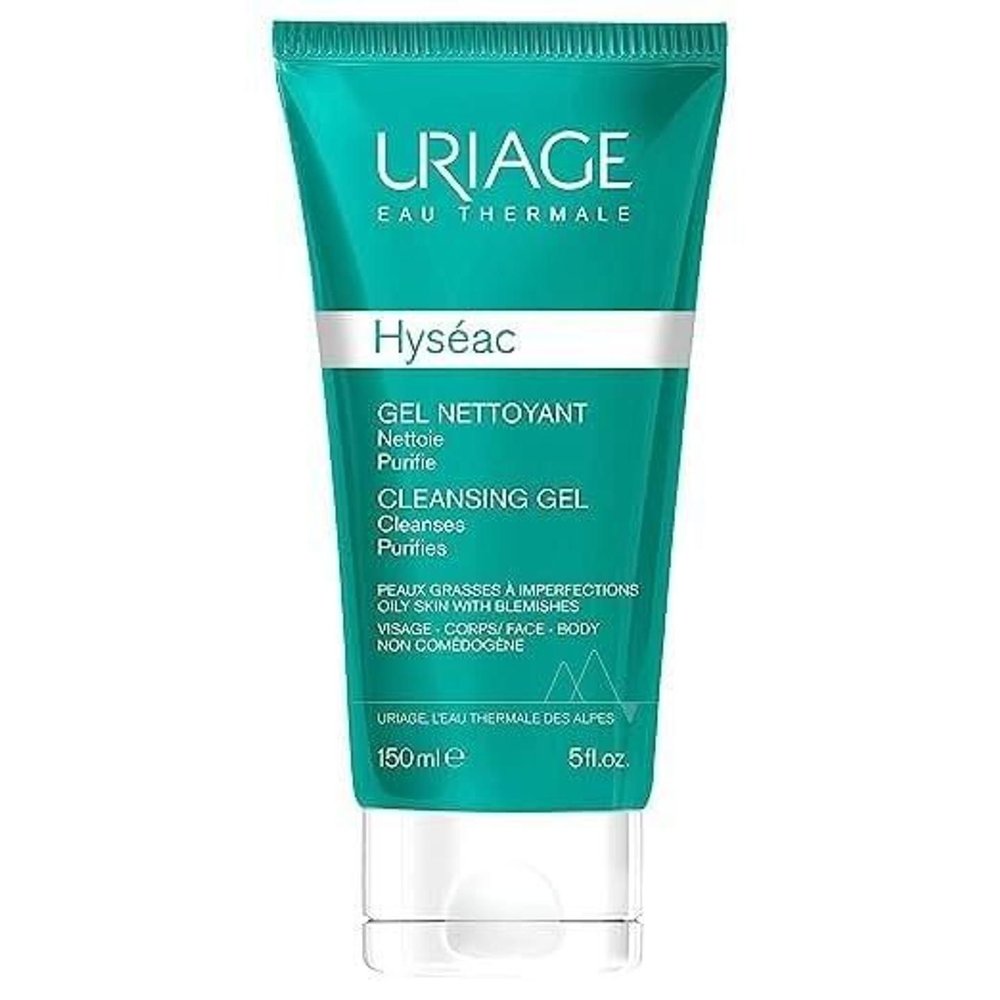 URIAGE
EAU THERMALE
Hyséac
GEL NETTOYANT
Nettoie
Purifie
CLEANSING GEL
Cleanses
Purifies
PEAUX GRASSES À IMPERFECTIONS
OILY SKIN WITH BLEMISHES
VISAGE - CORPS/ FACE - BODY
NON COMÉDOGÈNE
URIAGE, L'EAU THERMALE DES ALPES
150 ml ℮ 5 fl.oz.